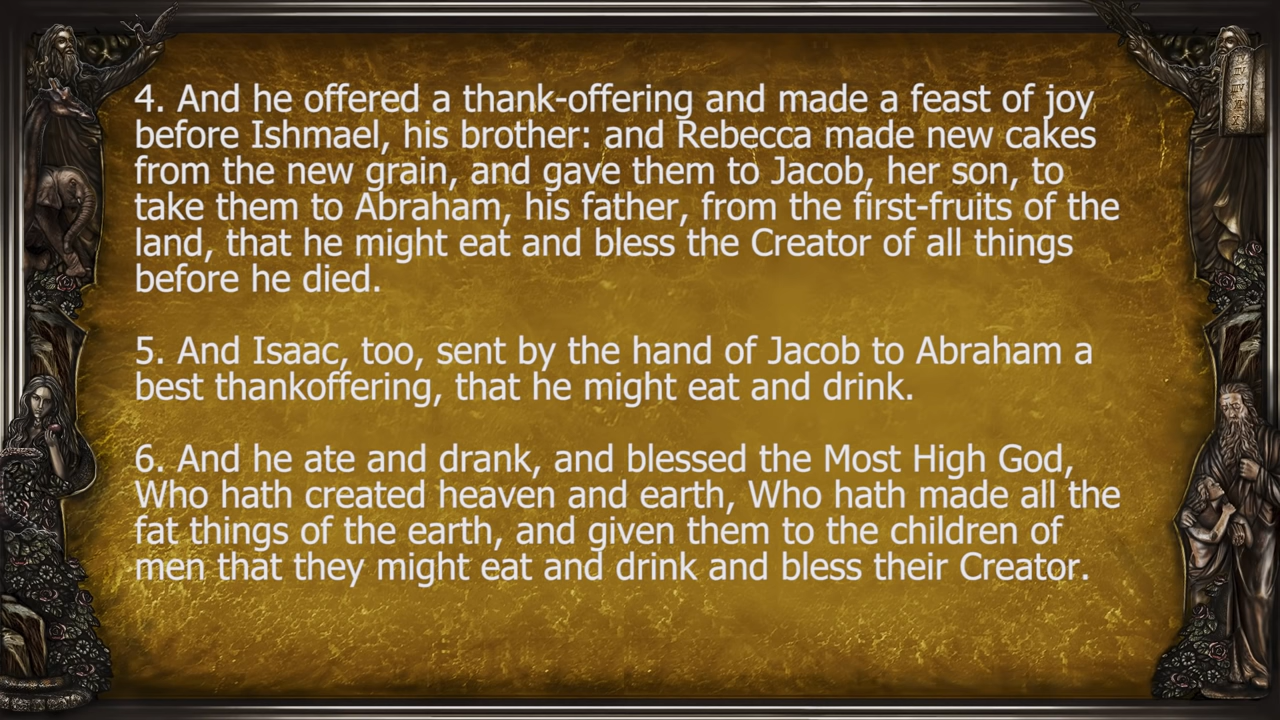 4. And he offered a thank-offering and made a feast of joy
before Ishmael, his brother: and Rebecca made new cakes
from the new grain, and gave them to Jacob, her son, to
take them to Abraham, his father, from the first-fruits of the
land, that he might eat and bless the Creator of all things
before he died.
5. And Isaac, too, sent by the hand of Jacob to Abraham a
best thankoffering, that he might eat and drink.
6. And he ate and drank, and blessed the Most High God,
Who hath created heaven and earth, Who hath made all the
fat things of the earth, and given them to the children of
men that they might eat and drink and bless their Creator.